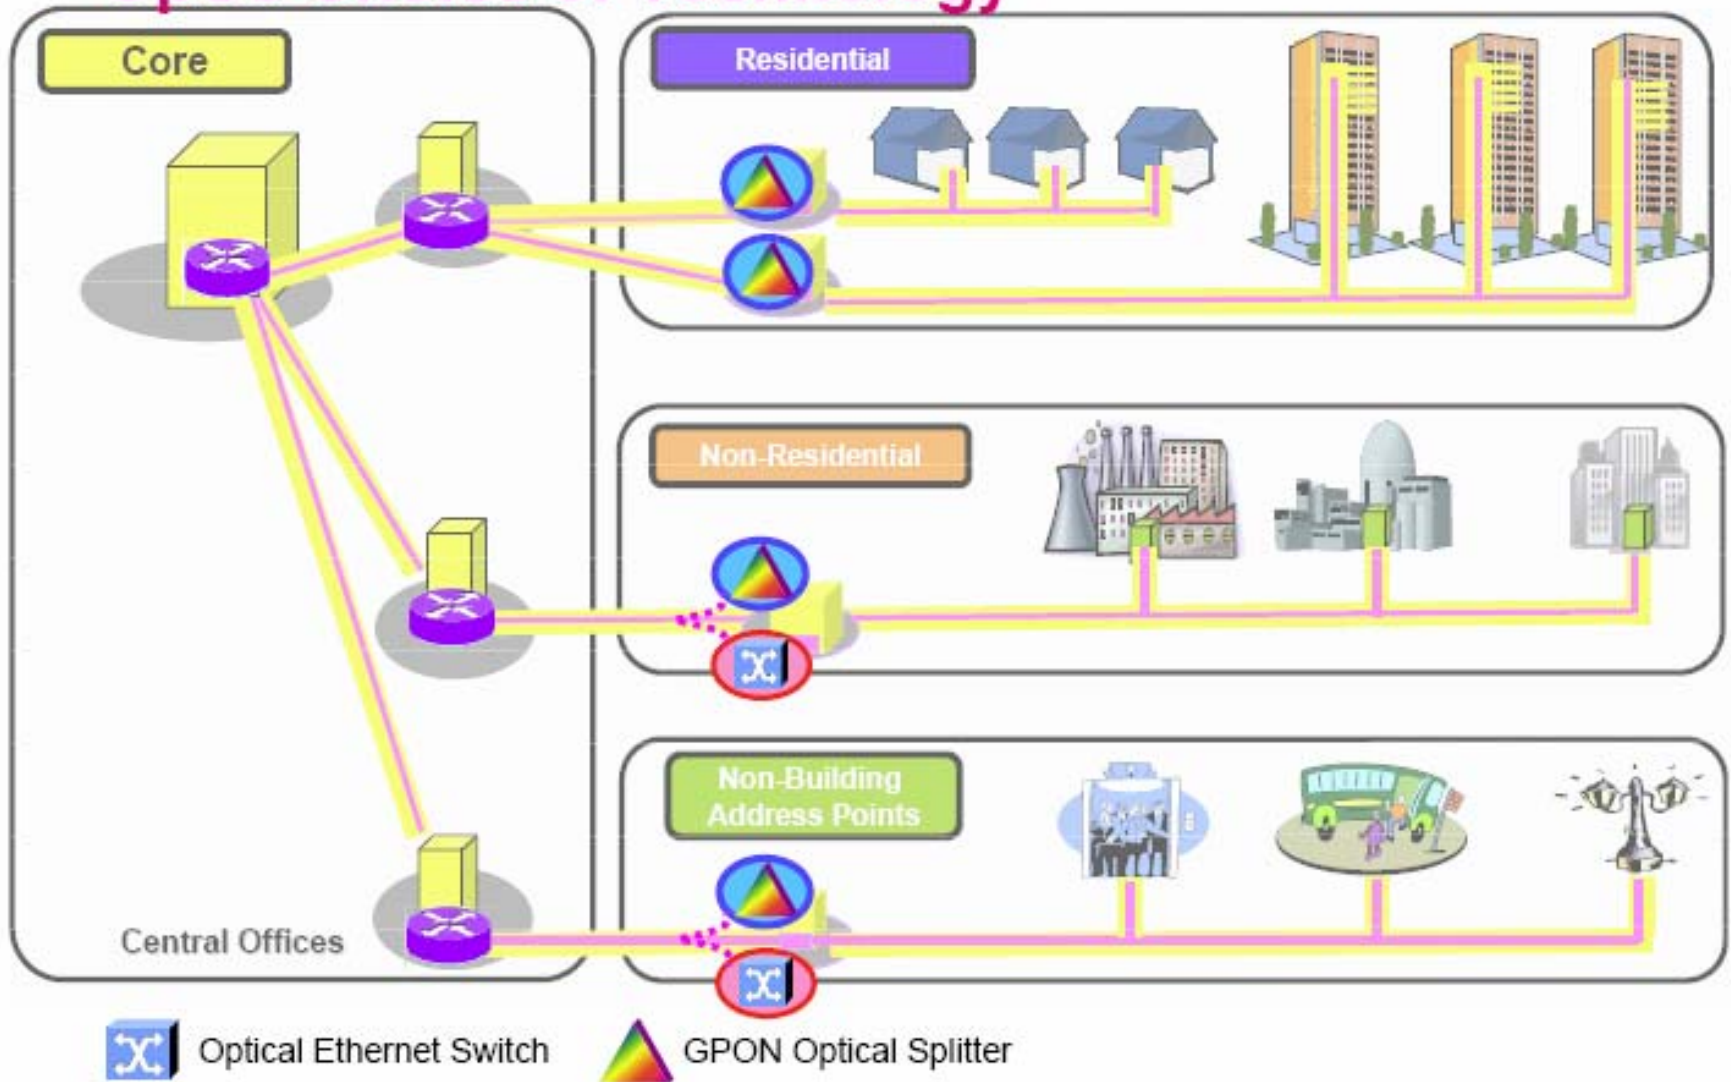 Core
Residential
Non-Residential
Non-Building
Address Points
Central Offices
Optical Ethernet Switch
GPON Optical Splitter